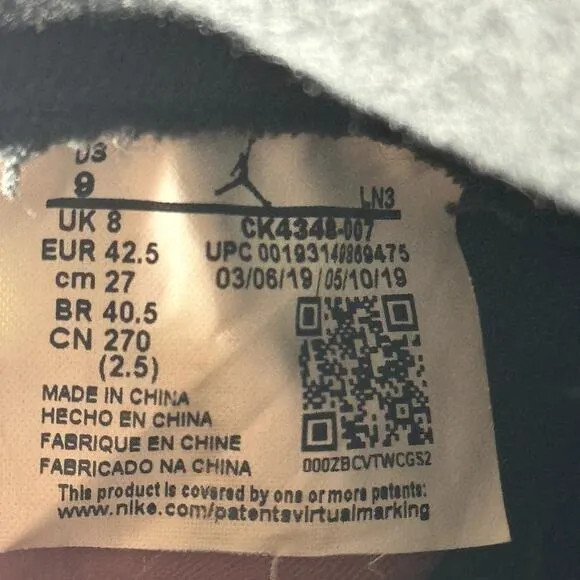 US
9
LN3
UK 8
CK4348-007
EUR 42.5
UPC 00193149869475
cm 27
03/06/19/05/10/19
BR 40.5
CN 270
(2.5)
MADE IN CHINA
HECHO EN CHINA
FABRIQUE EN CHINE
FABRICADO NA CHINA
000ZBCVTWCGS2
This product is covered by one or more patents:
www.nike.com/patentsvirtualmarking